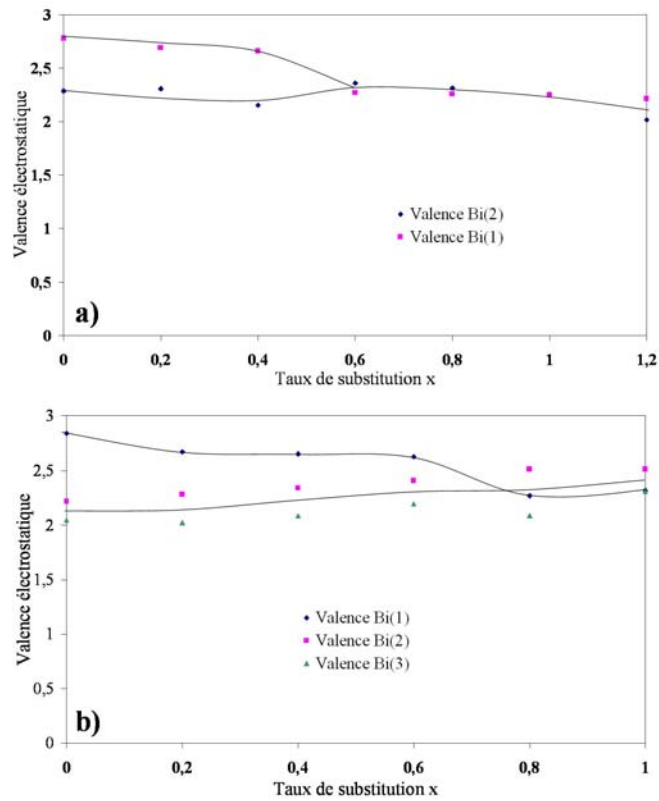 3
2,5
2
1,5
1
0,5
0
Valence électrostatique
Valence Bi(2)
Valence Bi(1)
a)
0 0,2 0,4 0,6 0,8 1 1,2
Taux de substitution x
3
2,5
2
1,5
1
0,5
0
Valence électrostatique
Valence Bi(1)
Valence Bi(2)
Valence Bi(3)
b)
0 0,2 0,4 0,6 0,8 1
Taux de substitution x